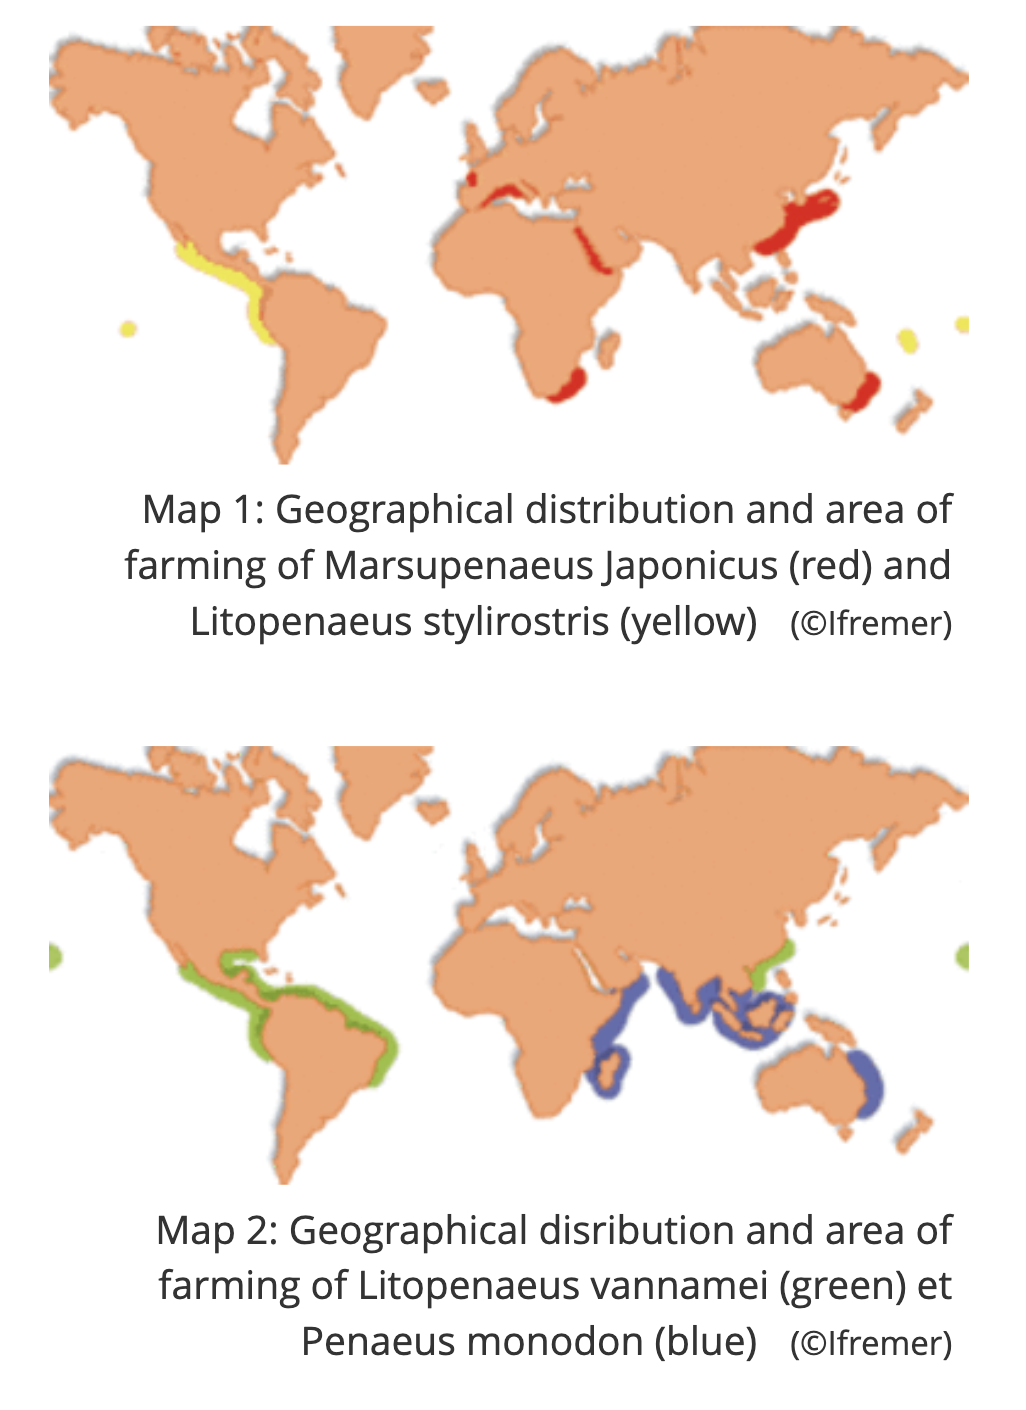 Map 1: Geographical distribution and area of
farming of Marsupenaeus Japonicus (red) and
Litopenaeus stylirostris (yellow) (©Ifremer)
Map 2: Geographical disribution and area of
farming of Litopenaeus vannamei (green) et
Penaeus monodon (blue) (©Ifremer)